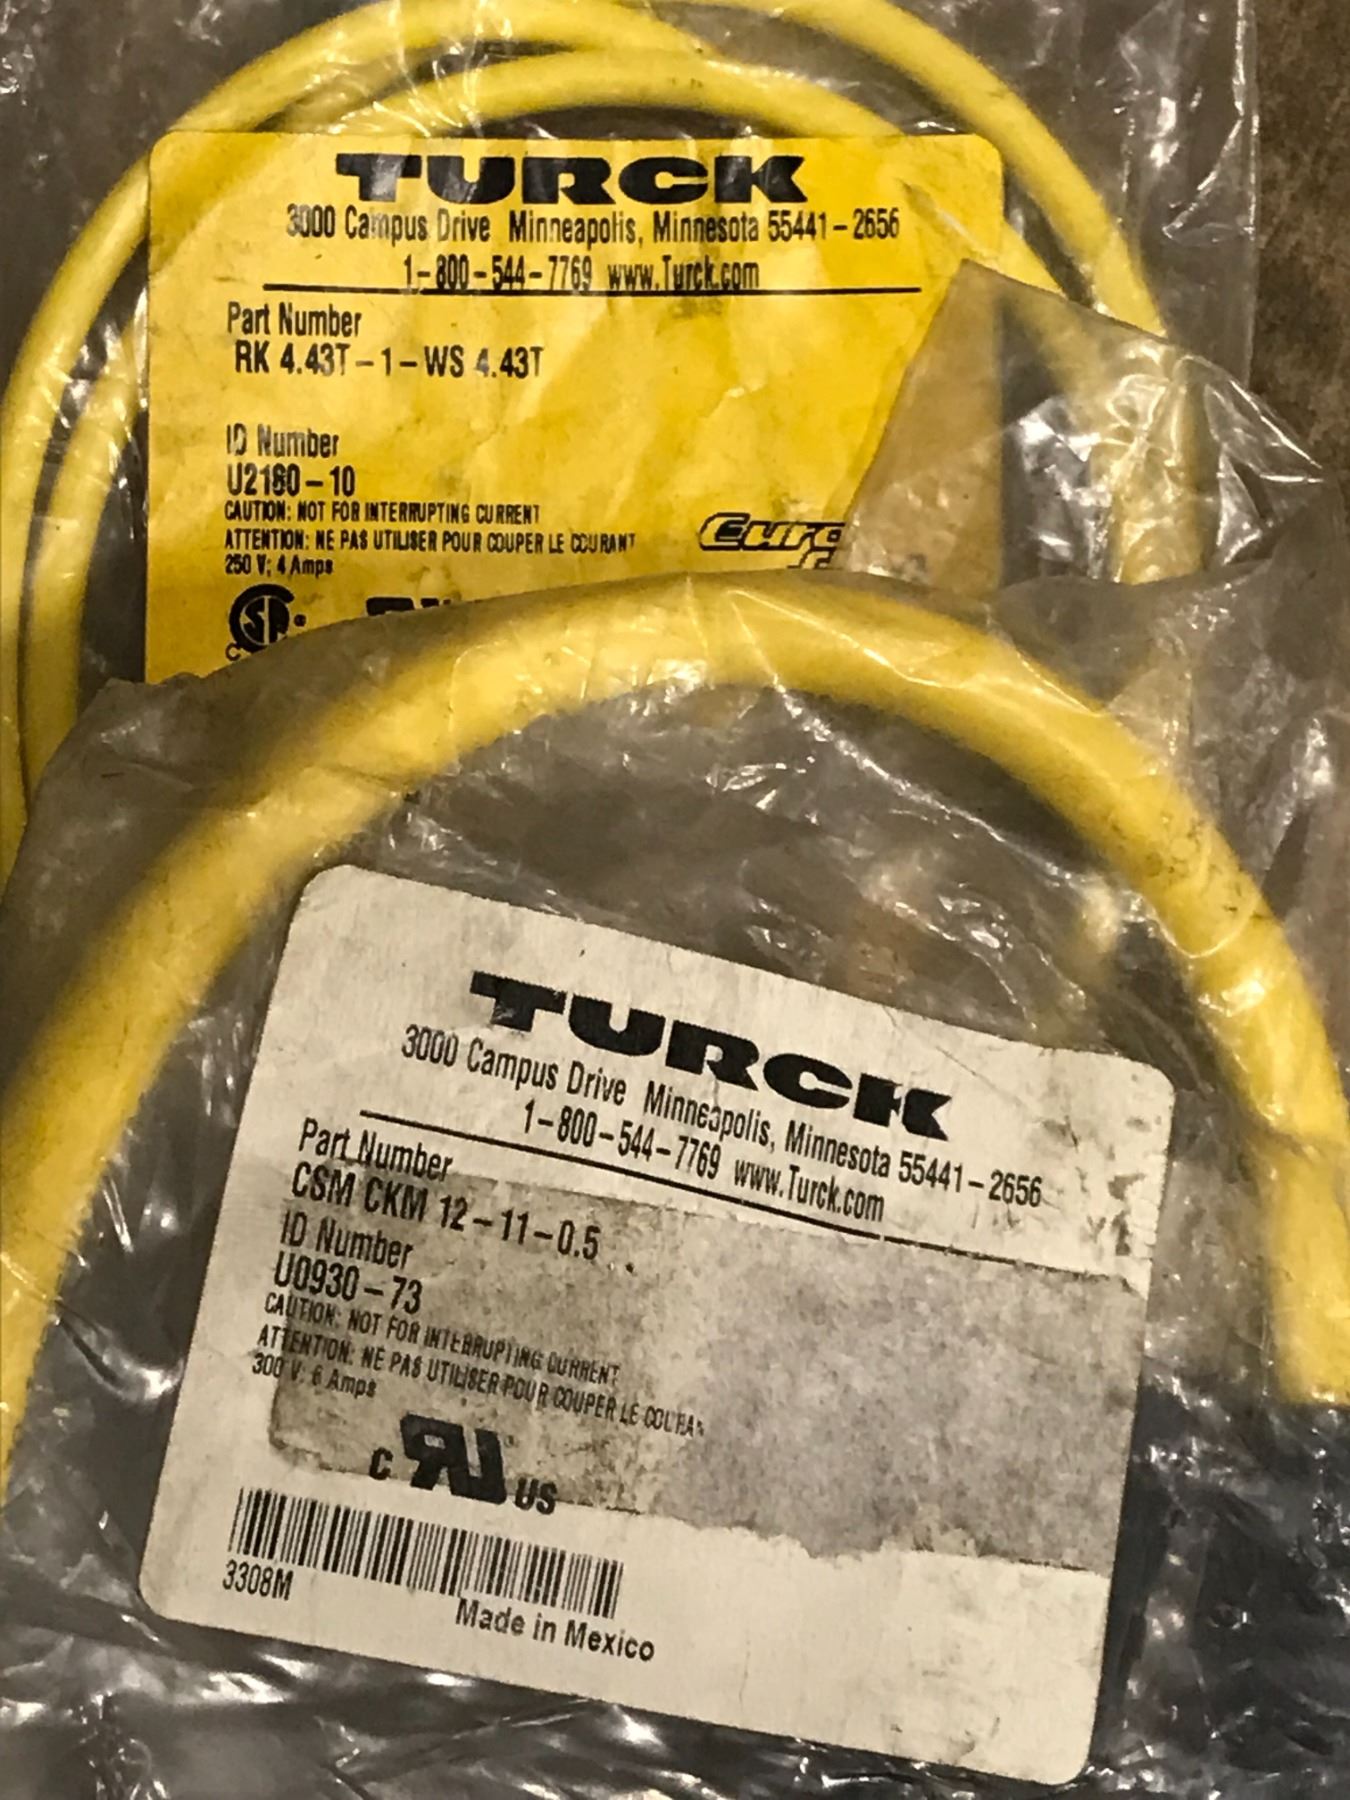 TURCK
3000 Campus Drive Minneapolis, Minnesota 55441-2656
1-800-544-7769 www.Turck.com
Part Number
RK 4.43T-1-WS 4.43T
ID Number
U2180-10
CAUTION: NOT FOR INTERRUPTING CURRENT
ATTENTION: NE PAS UTILISER POUR COUPER LE COURANT
250 V; 4 Amps
TURCK
3000 Campus Drive Minneapolis, Minnesota 55441-2656
1-800-544-7769 www.Turck.com
Part Number
CSM CKM 12-11-0.5
ID Number
U0930-73
CAUTION: NOT FOR INTERRUPTING CURRENT
ATTENTION: NE PAS UTILISER POUR COUPER LE COURAN
300 V; 6 Amps
C US
3308M
Made in Mexico